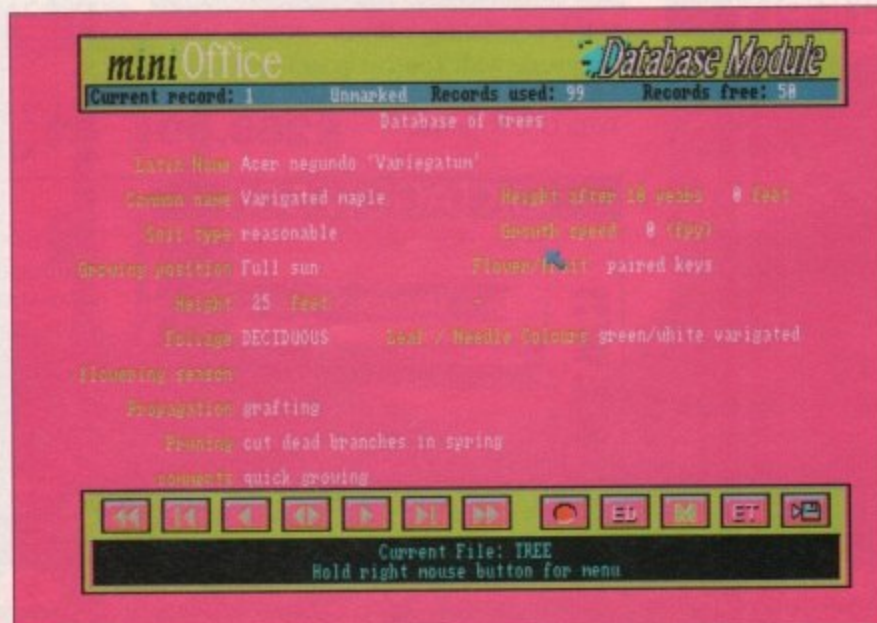 mini Office Database Module
Current record: 1 Unmarked Records used: 99 Records free: 50
Database of trees
Latin Name Acer negundo 'Variegatum'
Common name Varigated maple Height after 10 years 0 feet
Soil type reasonable Growth speed 0 (fpy)
Growing position Full sun Flower/Fruit paired keys
Height 25 feet -
Foliage DECIDUOUS Leaf / Needle Colours green/white varigated
flowering season
Propagation grafting
Pruning cut dead branches in spring
comments quick growing
ED ET
Current File: TREE
Hold right mouse button for menu